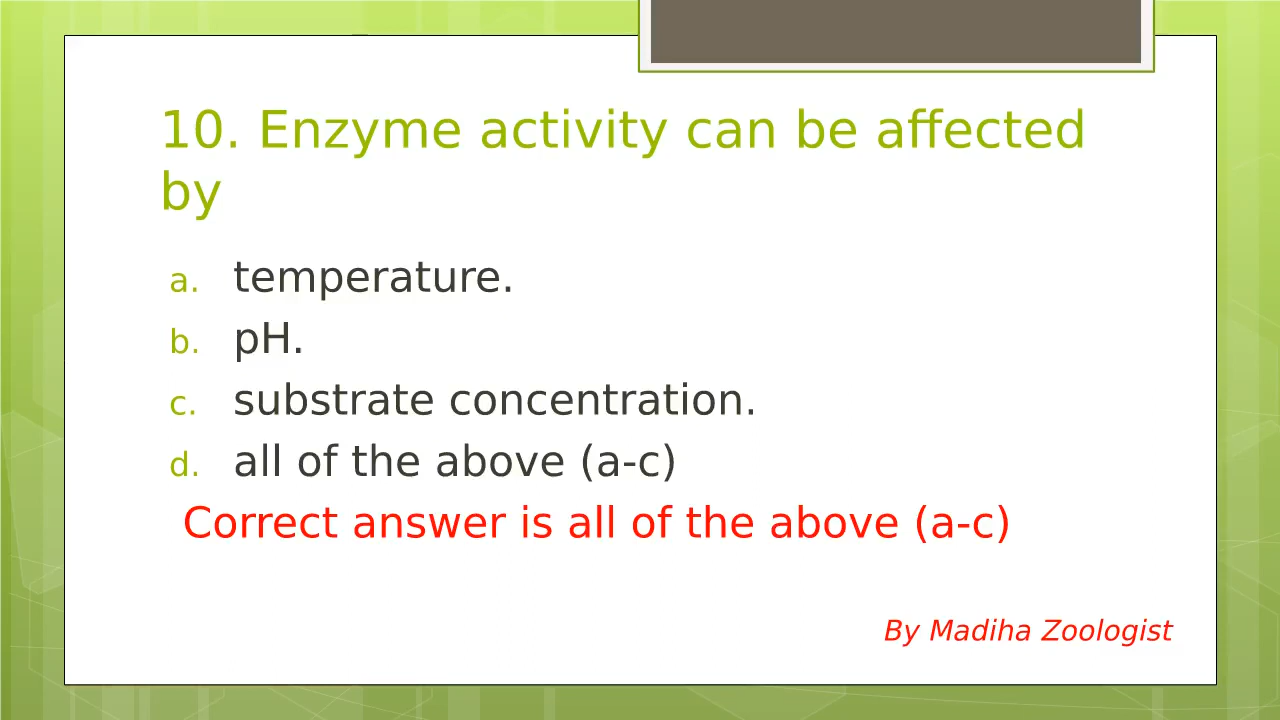 10. Enzyme activity can be affected
by
a. temperature.
b. pH.
c. substrate concentration.
d. all of the above (a-c)
Correct answer is all of the above (a-c)
By Madiha Zoologist